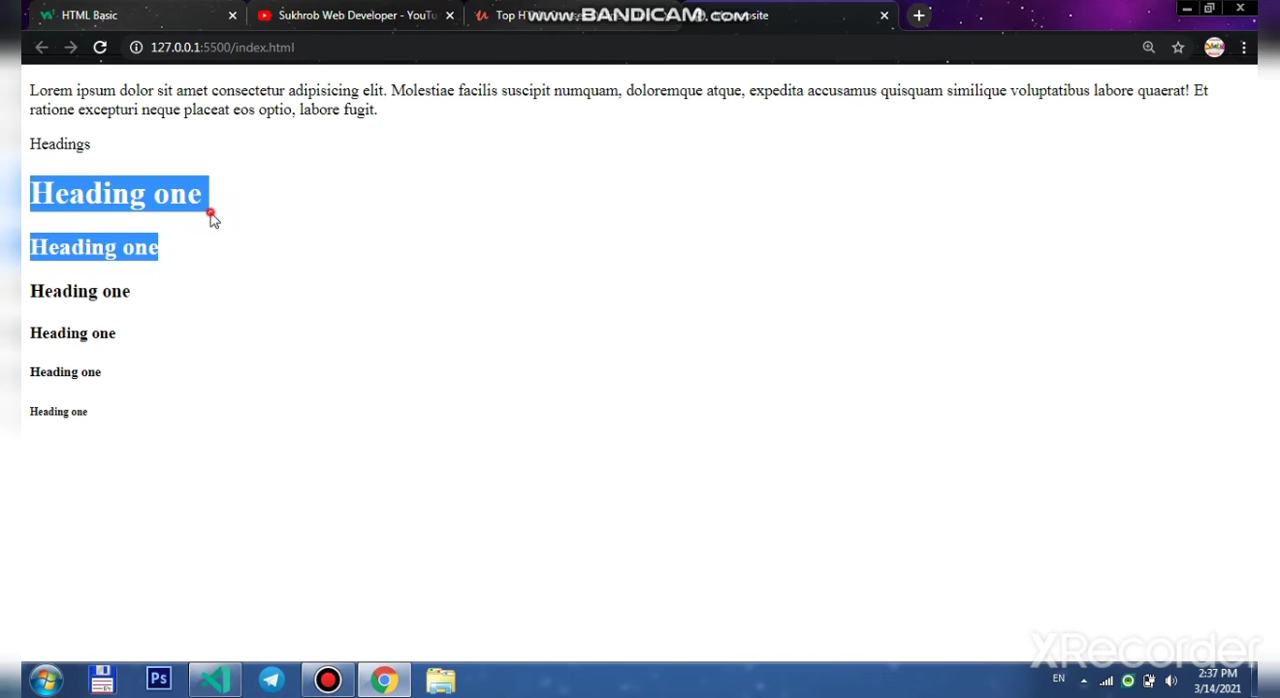 HTML Basic
Sukhrob Web Developer - YouTu
Top H
WWW.BANDICAM.COM
site
127.0.0.1:5500/index.html
Lorem ipsum dolor sit amet consectetur adipisicing elit. Molestiae facilis suscipit numquam, doloremque atque, expedita accusamus quisquam similique voluptatibus labore quaerat! Et
ratione excepturi neque placeat eos optio, labore fugit.
Headings
Heading one
Heading one
Heading one
Heading one
Heading one
Heading one
XRecorder
Ps
EN
2:37 PM
3/14/2021